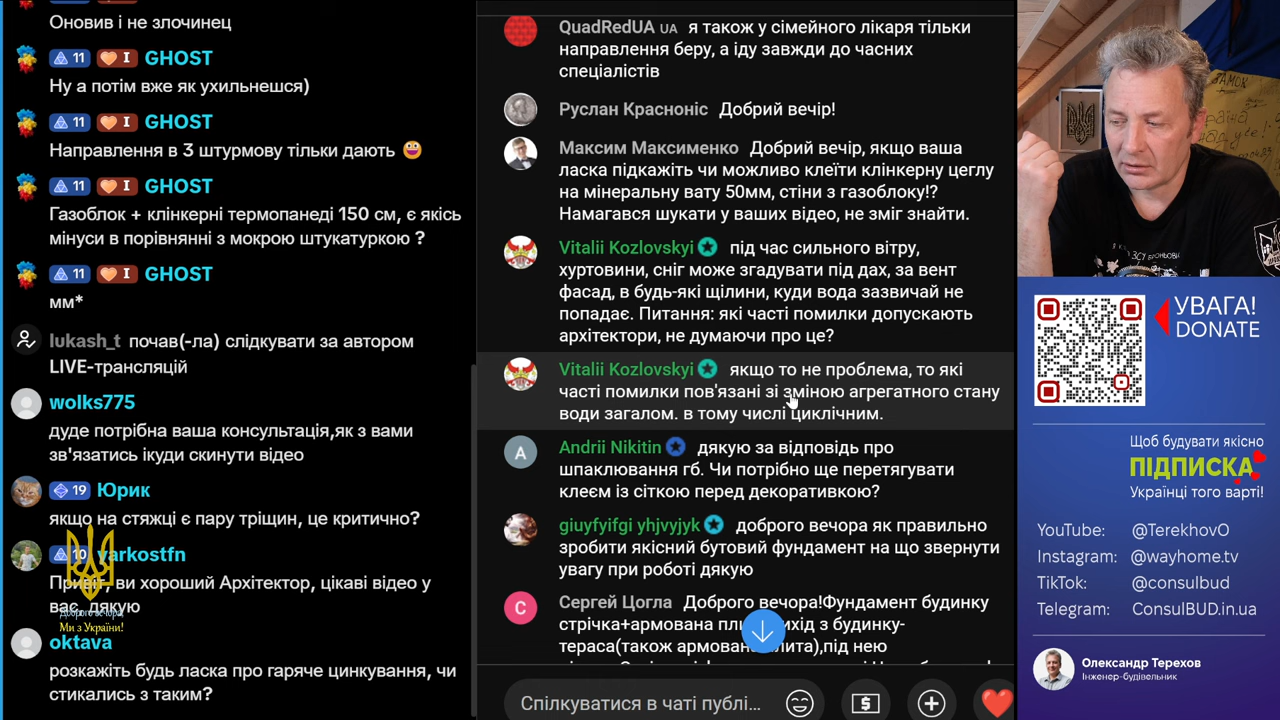 Оновив і не злочинец
11 I GHOST
Ну а потім вже як ухильнешся)
11 I GHOST
Направлення в 3 штурмову тільки дають
11 I GHOST
Газоблок + клінкерні термопанеді 150 см, є якісь
мінуси в порівнянні з мокрою штукатуркою ?
11 I GHOST
мм*
lukash_t почав(-ла) слідкувати за автором
LIVE-трансляцій
wolks775
дуде потрібна ваша консультація,як з вами
зв'язатись ікуди скинути відео
19 Юрик
якщо на стяжці є пару тріщин, це критично?
10 yarkostfn
Привіт, ви хороший Архітектор, цікаві відео у
вас, дякую
Доброго вечора!
Ми з України!
oktava
розкажіть будь ласка про гаряче цинкування, чи
стикались з таким?
QuadRedUA UA я також у сімейного лікаря тільки
направлення беру, а іду завжди до часних
спеціалістів
Руслан Красноніс Добрий вечір!
Максим Максименко Добрий вечір, якщо ваша
ласка підкажіть чи можливо клеїти клінкерну цеглу
на мінеральну вату 50мм, стіни з газоблоку!?
Намагався шукати у ваших відео, не зміг знайти.
Vitalii Kozlovskyi під час сильного вітру,
хуртовини, сніг може згадувати під дах, за вент
фасад, в будь-які щілини, куди вода зазвичай не
попадає. Питання: які часті помилки допускають
архітектори, не думаючи про це?
Vitalii Kozlovskyi якщо то не проблема, то які
часті помилки пов'язані зі зміною агрегатного стану
води загалом. в тому числі циклічним.
A Andrii Nikitin дякую за відповідь про
шпаклювання гб. Чи потрібно ще перетягувати
клеєм із сіткою перед декоративкою?
giuyfyifgi yhjvyjyk доброго вечора як правильно
зробити якісний бутовий фундамент на що звернути
увагу при роботі дякую
С Сергей Цогла Доброго вечора!Фундамент будинку
стрічка+армована з будинку-
тераса(також армована плита),під нею
Спілкуватися в чаті публі...
УВАГА!
DONATE
Щоб будувати якісно
ПІДПИСКА
Українці того варті!
YouTube: @TerekhovO
Instagram: @wayhome.tv
TikTok: @consulbud
Telegram: ConsulBUD.in.ua
Олександр Терехов
Інженер-будівельник